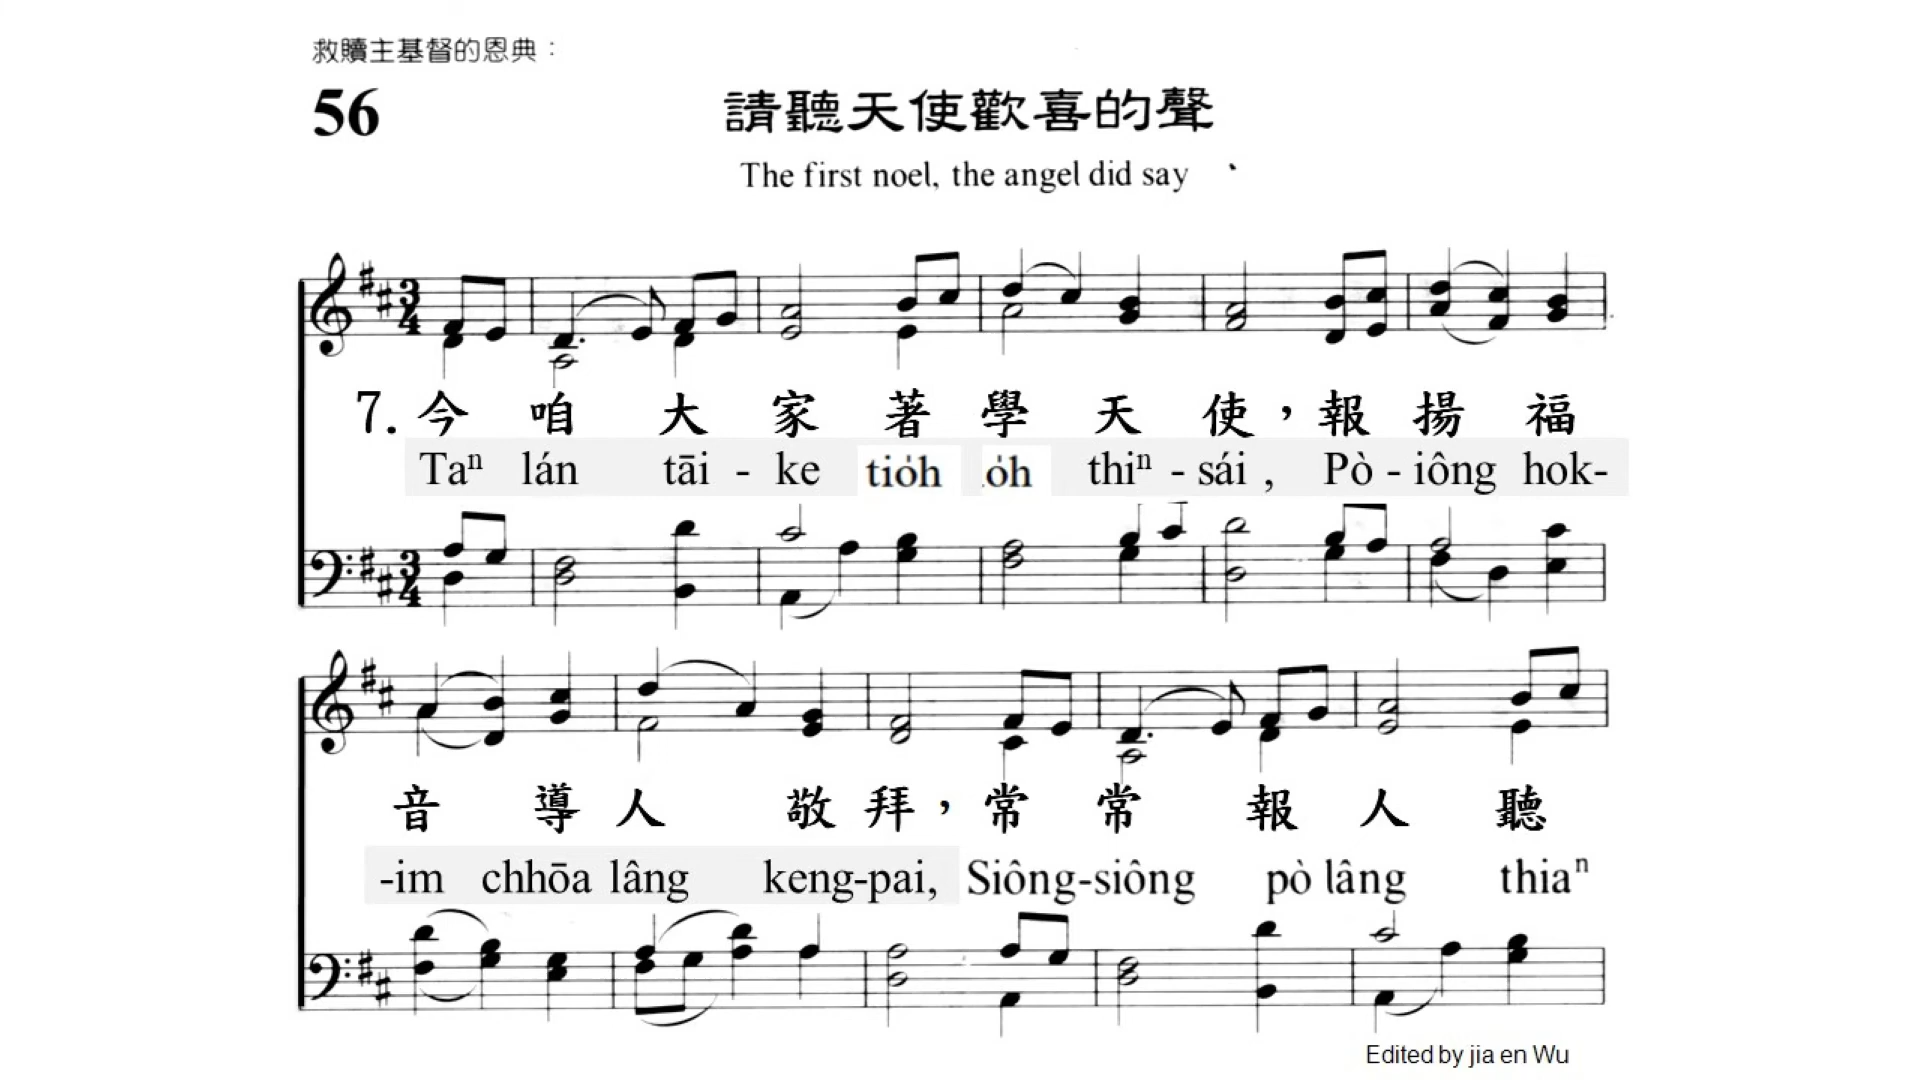 救贖主基督的恩典：
56 請聽天使歡喜的聲
The first noel, the angel did say
7. 今 咱 大 家 著 學 天 使，報 揚 福
Taⁿ lán tāi - ke tio̍h o̍h thiⁿ - sái , Pò - iông hok-
音 導 人 敬 拜，常 常 報 人 聽
-im chhōa lâng keng-pai, Siông-siông pò lâng thiaⁿ
Edited by jia en Wu